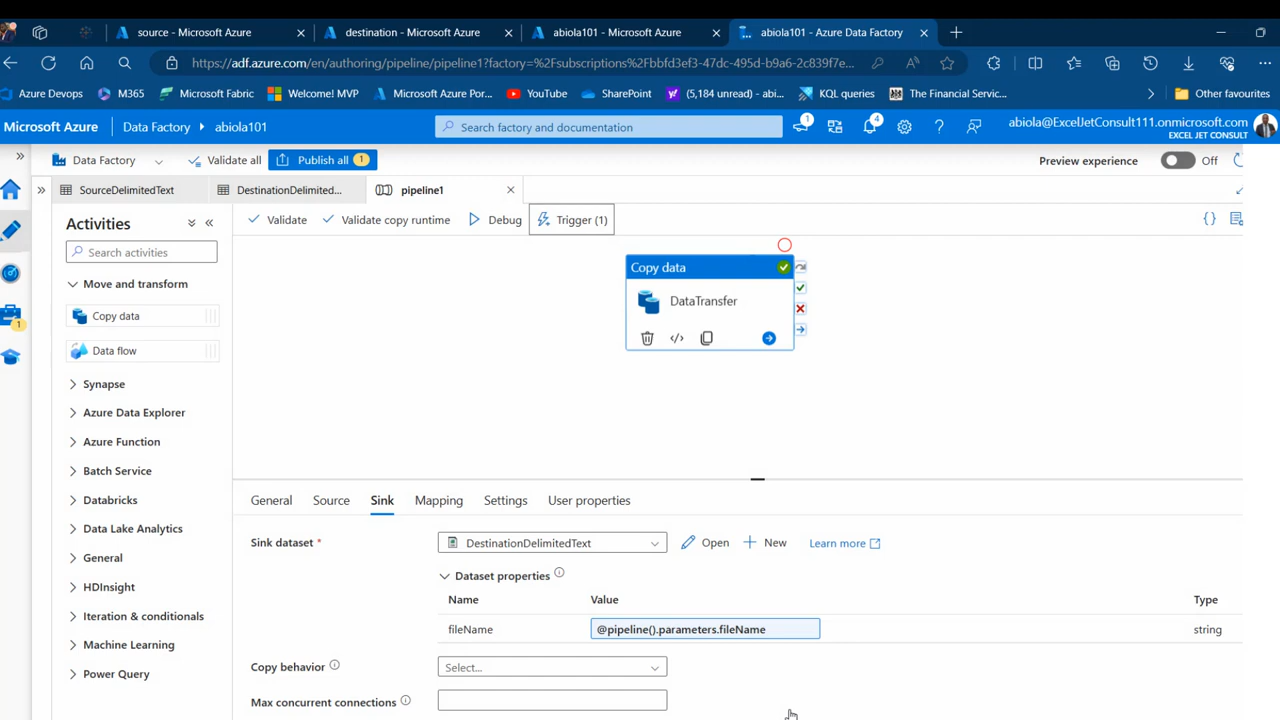 source - Microsoft Azure
destination - Microsoft Azure
abiola101 - Microsoft Azure
abiola101 - Azure Data Factory
https://adf.azure.com/en/authoring/pipeline/pipeline1?factory=%2Fsubscriptions%2Fbbfd3ef3-47dc-495d-b9a6-2c839f7e...
Azure Devops
M365
Microsoft Fabric
Welcome! MVP
Microsoft Azure Por...
YouTube
SharePoint
(5,184 unread) - abi...
KQL queries
The Financial Servic...
Other favourites
Microsoft Azure
Data Factory
abiola101
Search factory and documentation
1
4
abiola@ExcelJetConsult111.onmicrosoft.com
EXCEL JET CONSULT
Data Factory
Validate all
Publish all 1
Preview experience
Off
SourceDelimitedText
DestinationDelimited...
pipeline1
Activities
Validate
Validate copy runtime
Debug
Trigger (1)
Search activities
Move and transform
Copy data
Data flow
Synapse
Azure Data Explorer
Azure Function
Batch Service
Databricks
Data Lake Analytics
General
HDInsight
Iteration & conditionals
Machine Learning
Power Query
1
Copy data
DataTransfer
General
Source
Sink
Mapping
Settings
User properties
Sink dataset *
DestinationDelimitedText
Open
New
Learn more
Dataset properties
Name
Value
Type
fileName
@pipeline().parameters.fileName
string
Copy behavior
Select...
Max concurrent connections